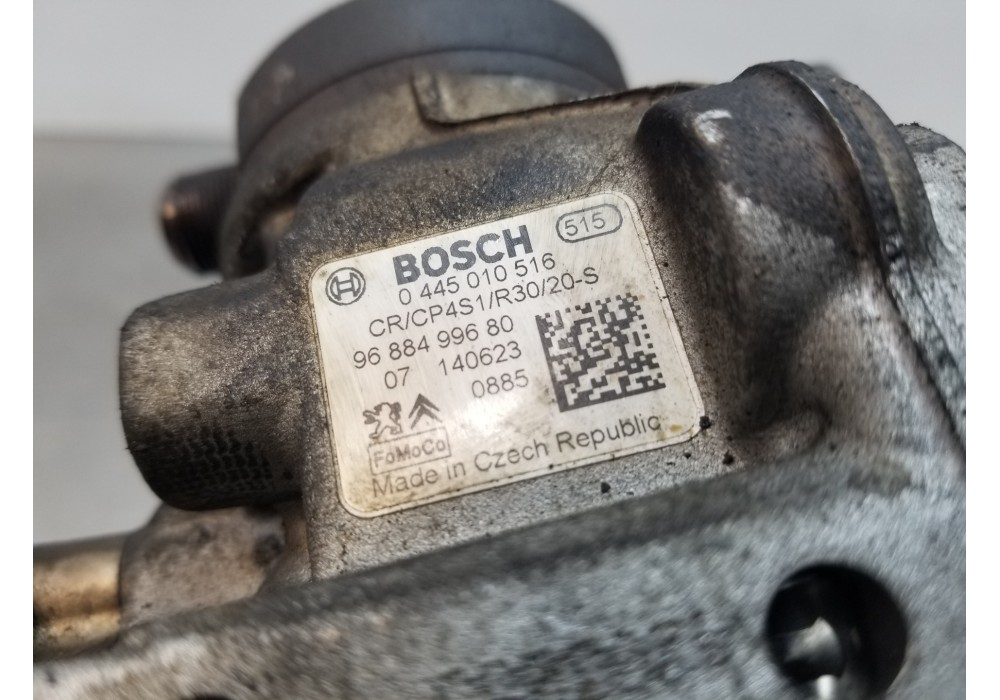 BOSCH 515
0 445 010 516
CR/CP4S1/R30/20-S
96 884 996 80
07 140623
0885
FoMoCo
Made in Czech Republic